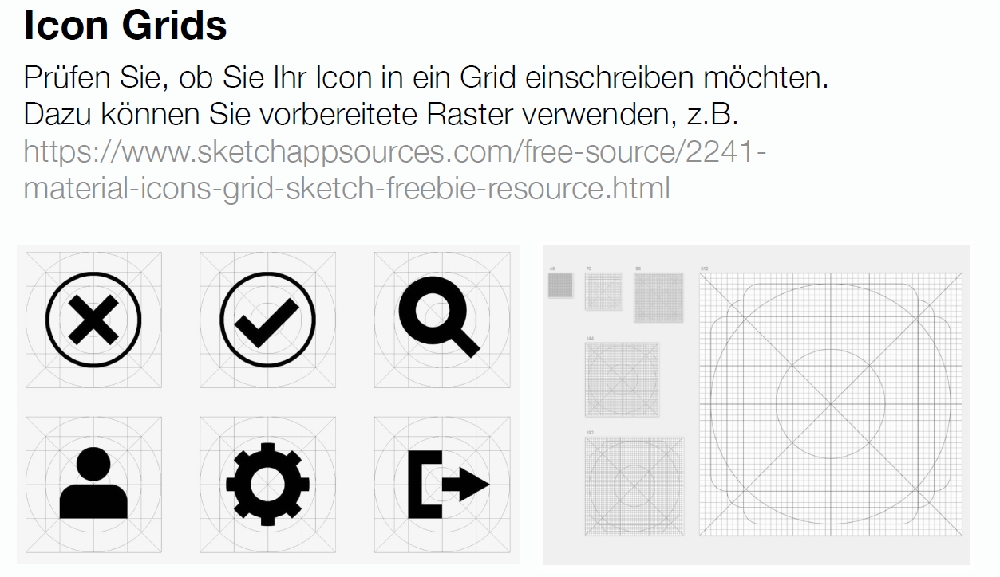 Icon Grids
Prüfen Sie, ob Sie Ihr Icon in ein Grid einschreiben möchten.
Dazu können Sie vorbereitete Raster verwenden, z.B.
https://www.sketchappsources.com/free-source/2241-
material-icons-grid-sketch-freebie-resource.html
72
96
512
144
192